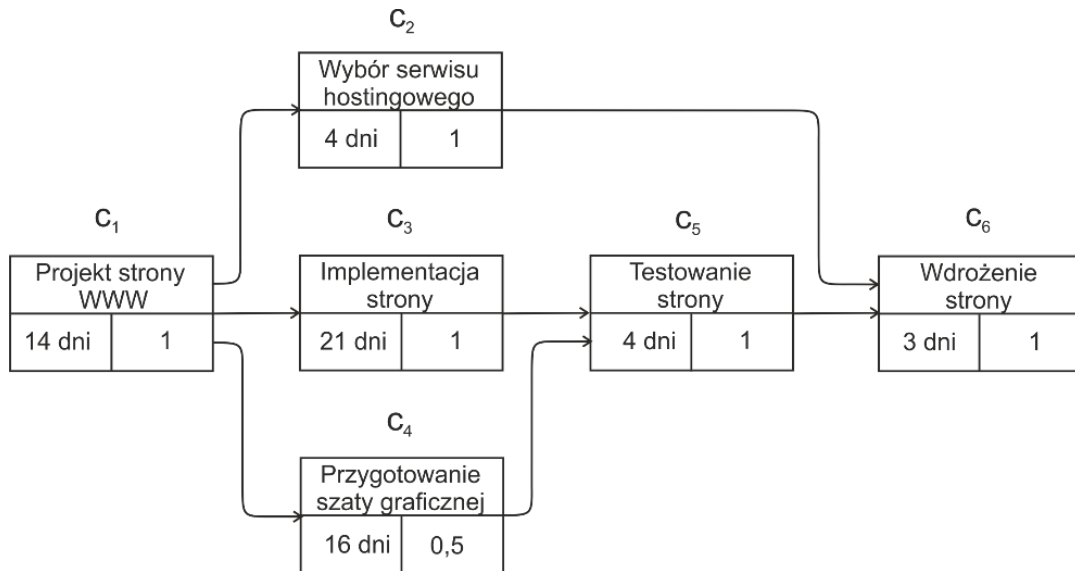 C₂
Wybór serwisu
hostingowego
4 dni 1
C₁
Projekt strony
WWW
14 dni 1
C₃
Implementacja
strony
21 dni 1
C₅
Testowanie
strony
4 dni 1
C₆
Wdrożenie
strony
3 dni 1
C₄
Przygotowanie
szaty graficznej
16 dni 0,5